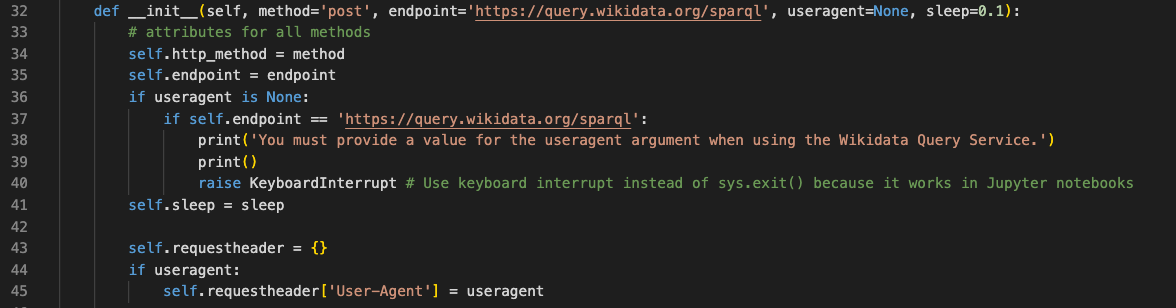 32 def __init__(self, method='post', endpoint='https://query.wikidata.org/sparql', useragent=None, sleep=0.1):
33 # attributes for all methods
34 self.http_method = method
35 self.endpoint = endpoint
36 if useragent is None:
37 if self.endpoint == 'https://query.wikidata.org/sparql':
38 print('You must provide a value for the useragent argument when using the Wikidata Query Service.')
39 print()
40 raise KeyboardInterrupt # Use keyboard interrupt instead of sys.exit() because it works in Jupyter notebooks
41 self.sleep = sleep
42
43 self.requestheader = {}
44 if useragent:
45 self.requestheader['User-Agent'] = useragent